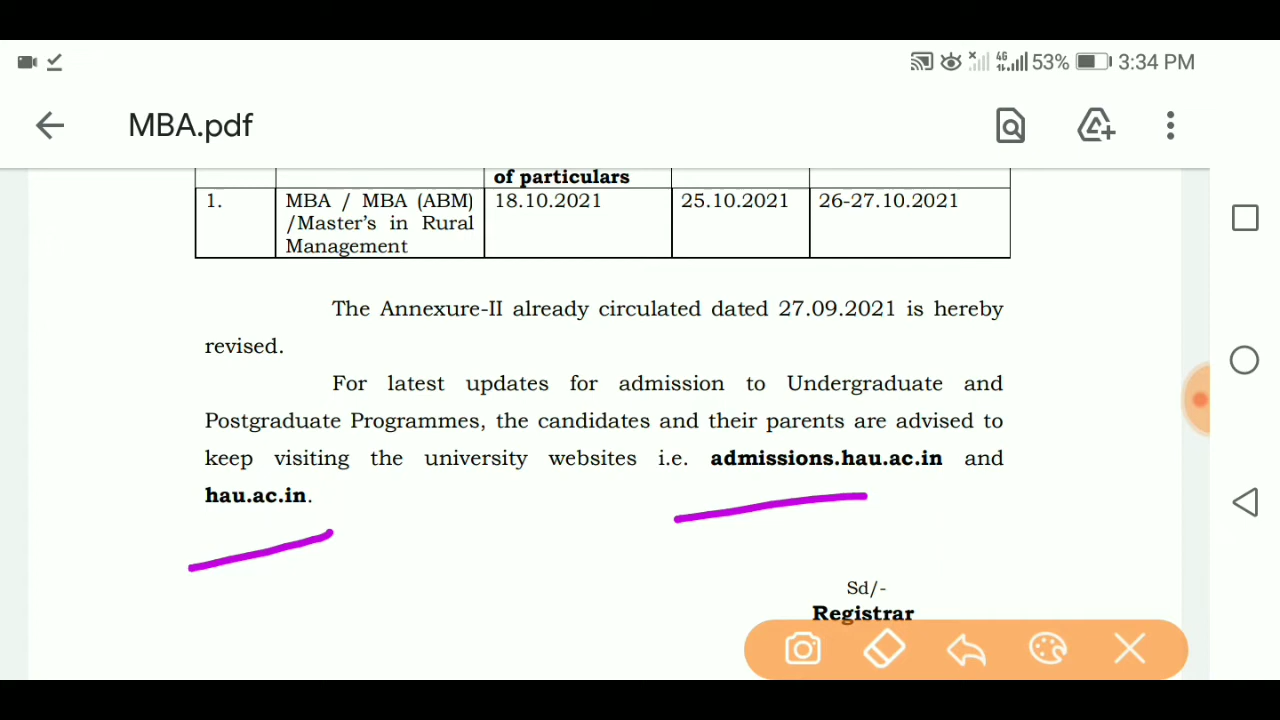 4G 53% 3:34 PM
MBA.pdf
of particulars
1. MBA / MBA (ABM) 18.10.2021 25.10.2021 26-27.10.2021
/Master's in Rural
Management
The Annexure-II already circulated dated 27.09.2021 is hereby
revised.
For latest updates for admission to Undergraduate and
Postgraduate Programmes, the candidates and their parents are advised to
keep visiting the university websites i.e. admissions.hau.ac.in and
hau.ac.in.
Sd/-
Registrar